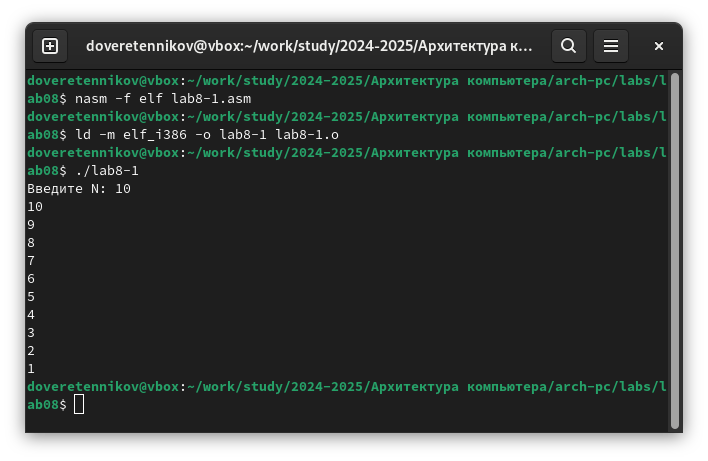 doveretennikov@vbox:~/work/study/2024-2025/Архитектура к...
doveretennikov@vbox:~/work/study/2024-2025/Архитектура компьютера/arch-pc/labs/l
ab08$ nasm -f elf lab8-1.asm
doveretennikov@vbox:~/work/study/2024-2025/Архитектура компьютера/arch-pc/labs/l
ab08$ ld -m elf_i386 -o lab8-1 lab8-1.o
doveretennikov@vbox:~/work/study/2024-2025/Архитектура компьютера/arch-pc/labs/l
ab08$ ./lab8-1
Введите N: 10
10
9
8
7
6
5
4
3
2
1
doveretennikov@vbox:~/work/study/2024-2025/Архитектура компьютера/arch-pc/labs/l
ab08$